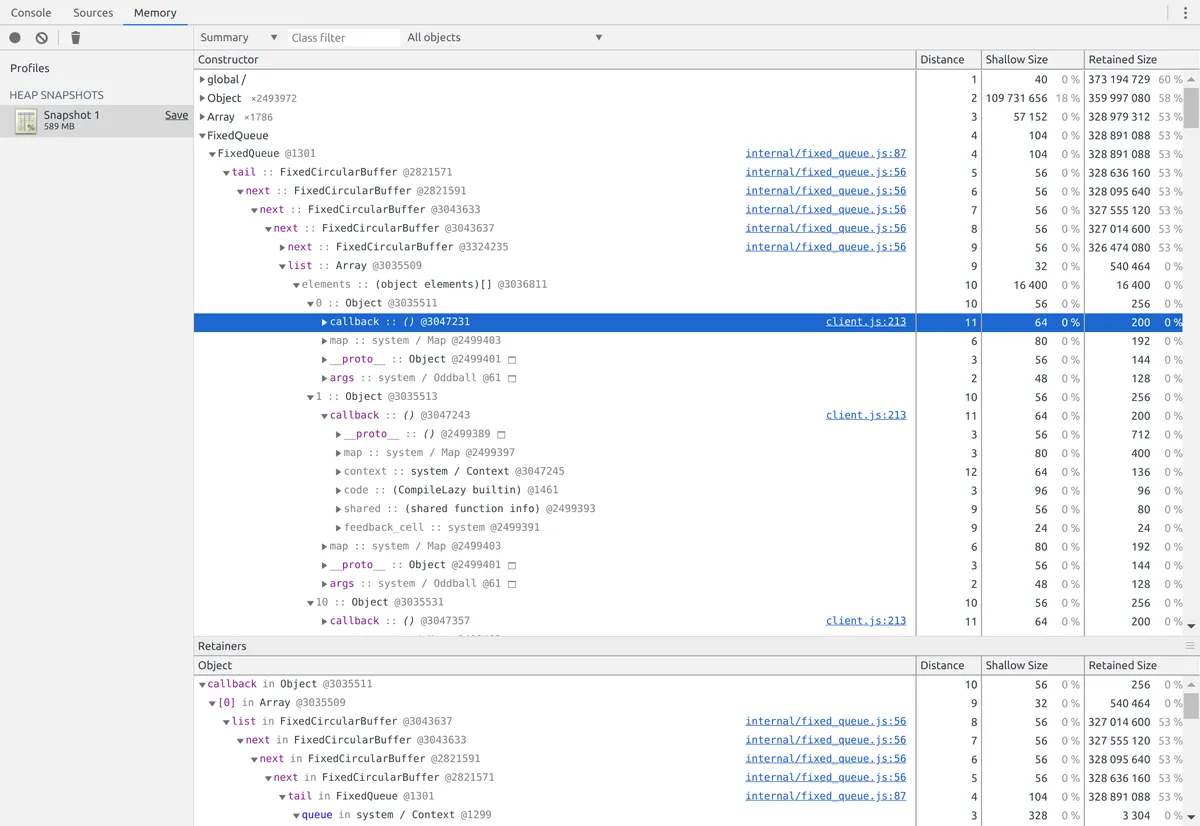 Console Sources Memory
Summary ▼ Class filter All objects ▼
Profiles
HEAP SNAPSHOTS
Snapshot 1 Save
589 MB
Constructor Distance Shallow Size Retained Size
▶global / 1 40 0 % 373 194 729 60 %
▶Object ×2493972 2 109 731 656 18 % 359 997 080 58 %
▶Array ×1786 3 57 152 0 % 328 979 312 53 %
▼FixedQueue 4 104 0 % 328 891 088 53 %
▼FixedQueue @1301 internal/fixed_queue.js:87 4 104 0 % 328 891 088 53 %
▼tail :: FixedCircularBuffer @2821571 internal/fixed_queue.js:56 5 56 0 % 328 636 160 53 %
▼next :: FixedCircularBuffer @2821591 internal/fixed_queue.js:56 6 56 0 % 328 095 640 53 %
▼next :: FixedCircularBuffer @3043633 internal/fixed_queue.js:56 7 56 0 % 327 555 120 53 %
▼next :: FixedCircularBuffer @3043637 internal/fixed_queue.js:56 8 56 0 % 327 014 600 53 %
▶next :: FixedCircularBuffer @3324235 internal/fixed_queue.js:56 9 56 0 % 326 474 080 53 %
▼list :: Array @3035509 9 32 0 % 540 464 0 %
▼elements :: (object elements)[] @3036811 10 16 400 0 % 16 400 0 %
▼0 :: Object @3035511 10 56 0 % 256 0 %
▶callback :: () @3047231 client.js:213 11 64 0 % 200 0 %
▶map :: system / Map @2499403 6 80 0 % 192 0 %
▶__proto__ :: Object @2499401 3 56 0 % 144 0 %
▶args :: system / Oddball @61 2 48 0 % 128 0 %
▼1 :: Object @3035513 10 56 0 % 256 0 %
▼callback :: () @3047243 client.js:213 11 64 0 % 200 0 %
▶__proto__ :: () @2499389 3 56 0 % 712 0 %
▶map :: system / Map @2499397 3 80 0 % 400 0 %
▶context :: system / Context @3047245 12 64 0 % 136 0 %
▶code :: (CompileLazy builtin) @1461 3 96 0 % 96 0 %
▶shared :: (shared function info) @2499393 9 56 0 % 80 0 %
▶feedback_cell :: system @2499391 9 24 0 % 24 0 %
▶map :: system / Map @2499403 6 80 0 % 192 0 %
▶__proto__ :: Object @2499401 3 56 0 % 144 0 %
▶args :: system / Oddball @61 2 48 0 % 128 0 %
▼10 :: Object @3035531 10 56 0 % 256 0 %
▶callback :: () @3047357 client.js:213 11 64 0 % 200 0 %
Retainers
Object Distance Shallow Size Retained Size
▼callback in Object @3035511 10 56 0 % 256 0 %
▼[0] in Array @3035509 9 32 0 % 540 464 0 %
▼list in FixedCircularBuffer @3043637 internal/fixed_queue.js:56 8 56 0 % 327 014 600 53 %
▼next in FixedCircularBuffer @3043633 internal/fixed_queue.js:56 7 56 0 % 327 555 120 53 %
▼next in FixedCircularBuffer @2821591 internal/fixed_queue.js:56 6 56 0 % 328 095 640 53 %
▼next in FixedCircularBuffer @2821571 internal/fixed_queue.js:56 5 56 0 % 328 636 160 53 %
▼tail in FixedQueue @1301 internal/fixed_queue.js:87 4 104 0 % 328 891 088 53 %
▼queue in system / Context @1299 3 328 0 % 3 304 0 %